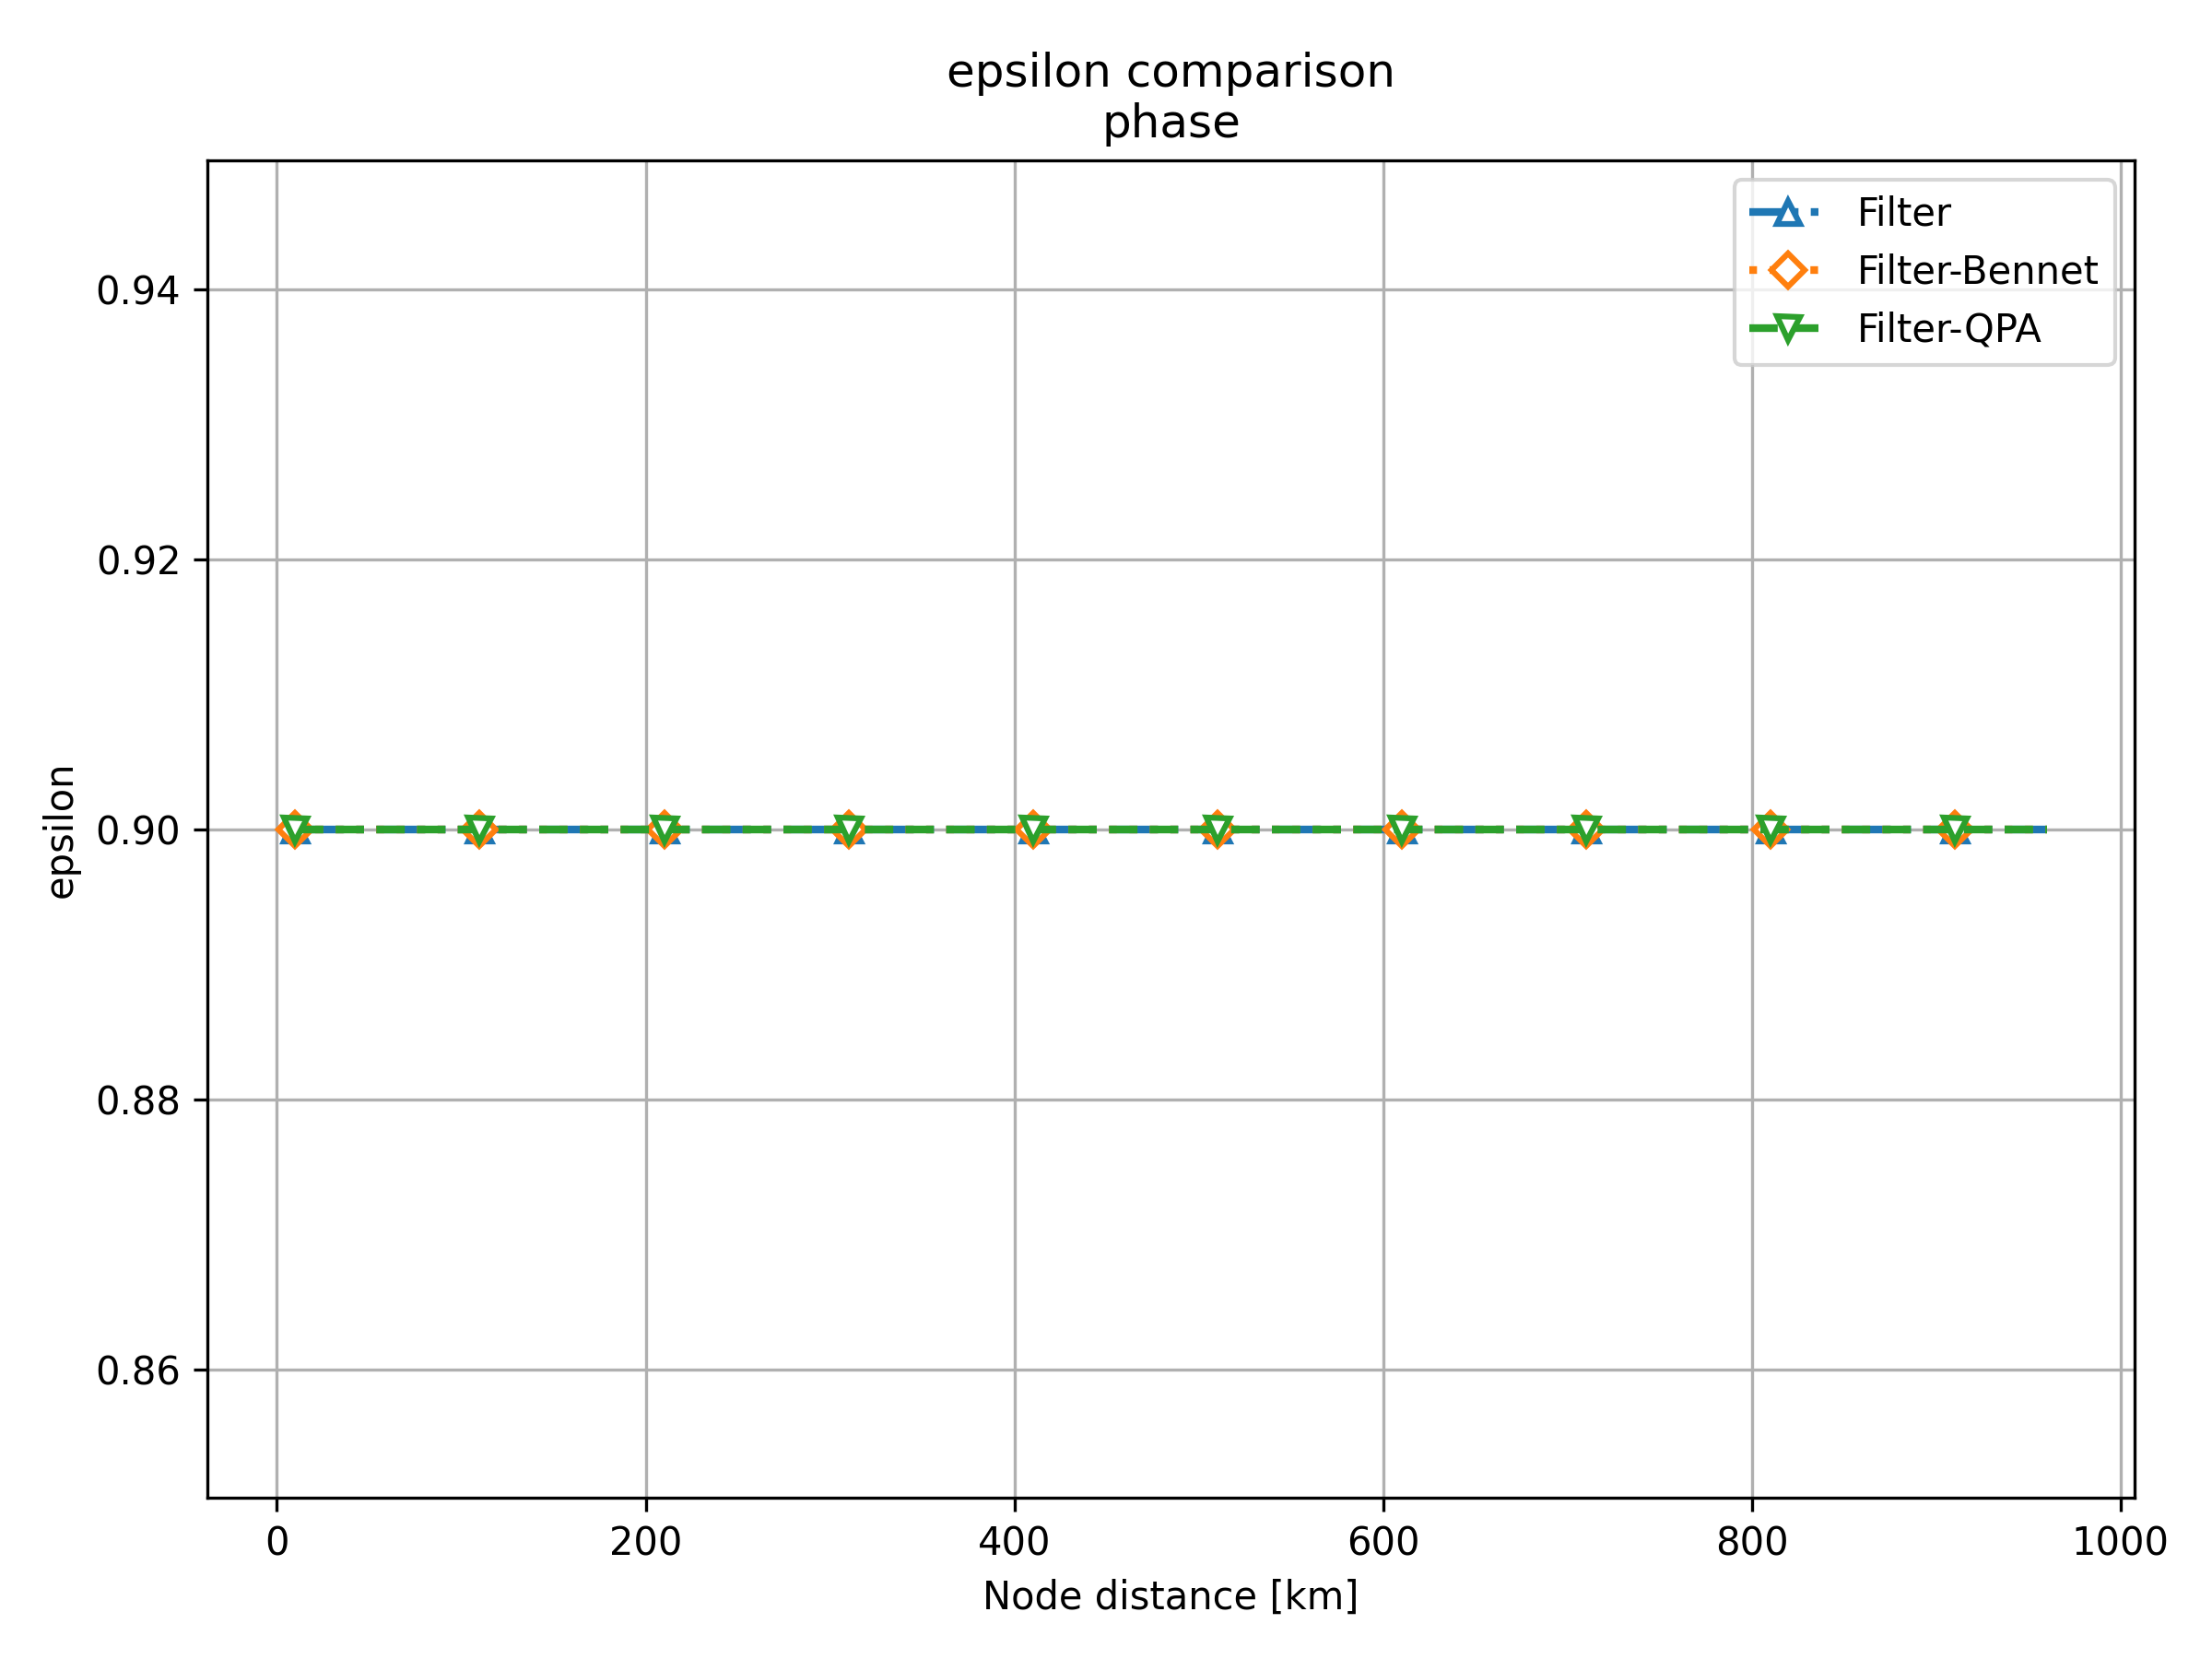 epsilon comparison
phase
Filter
Filter-Bennet
Filter-QPA
0.94
0.92
0.90
0.88
0.86
epsilon
0
200
400
600
800
1000
Node distance [km]